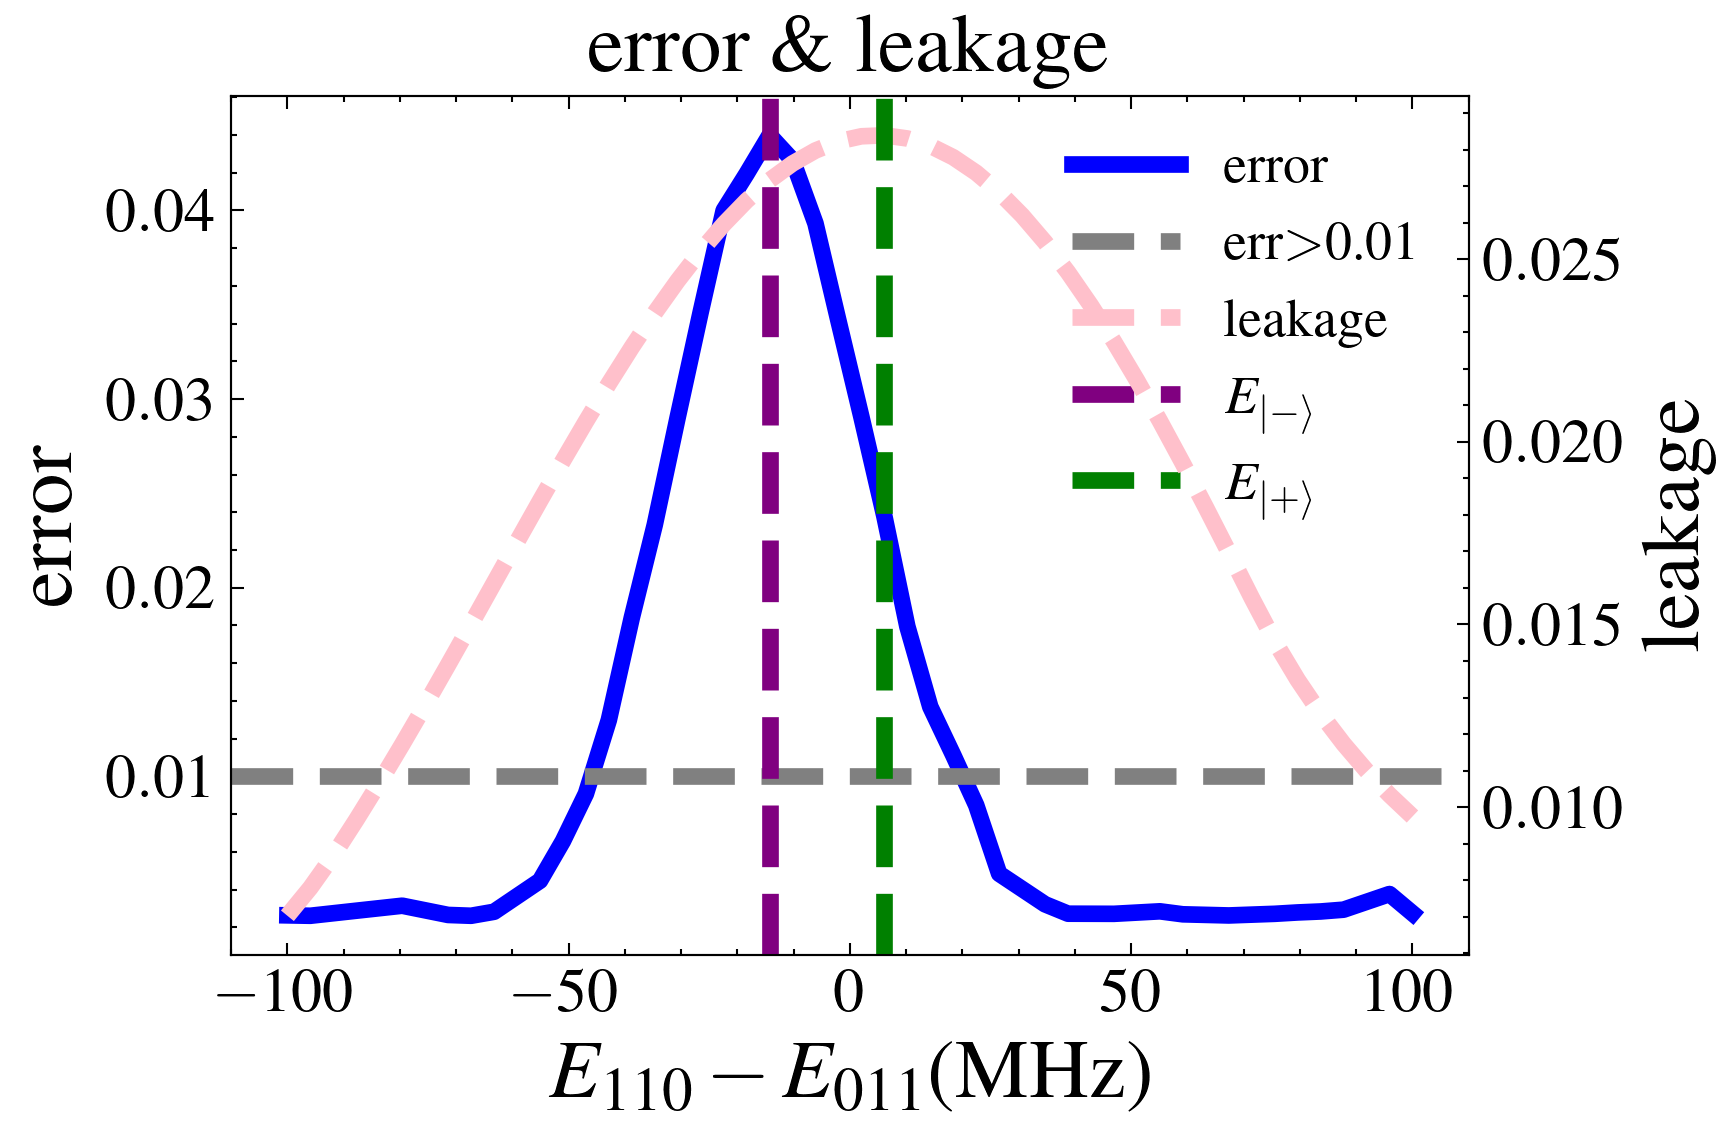 error & leakage
error
0.04
0.03
0.02
0.01
error
err>0.01
leakage
E|−⟩
E|+⟩
0.025
0.020
0.015
0.010
leakage
−100
−50
0
50
100
E110 − E011(MHz)